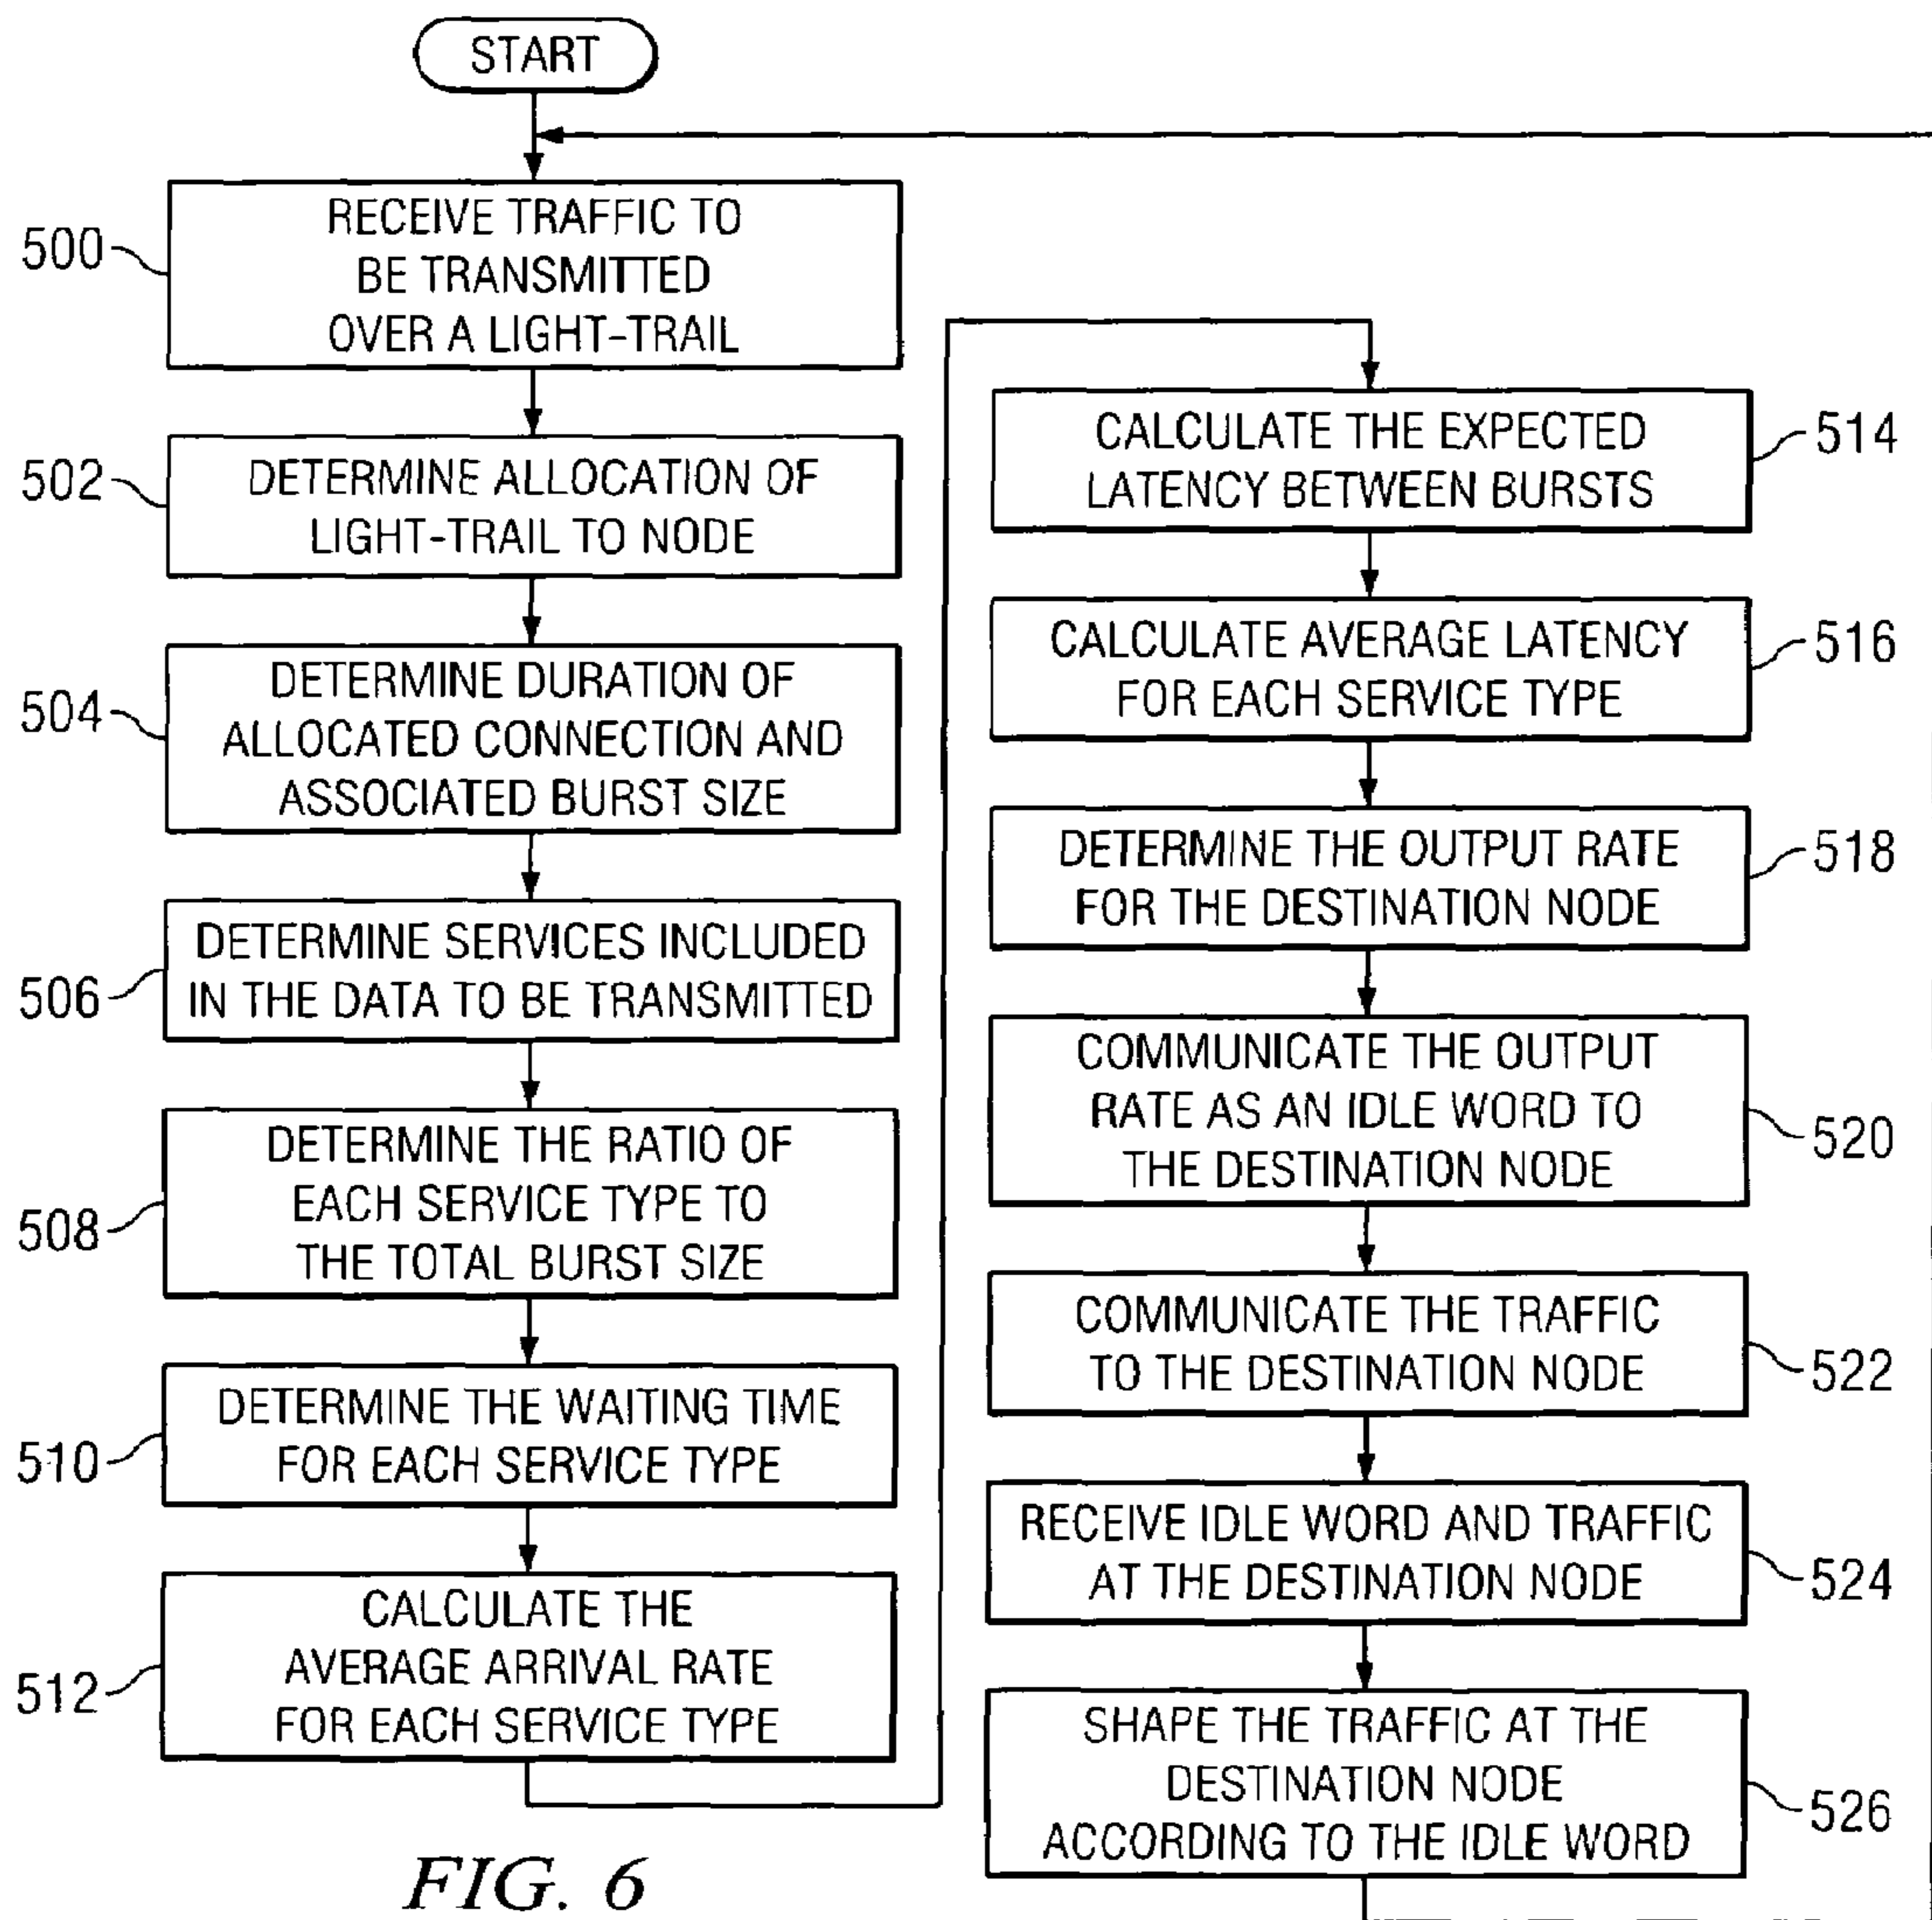 START
500
RECEIVE TRAFFIC TO
BE TRANSMITTED
OVER A LIGHT-TRAIL
502
DETERMINE ALLOCATION OF
LIGHT-TRAIL TO NODE
504
DETERMINE DURATION OF
ALLOCATED CONNECTION AND
ASSOCIATED BURST SIZE
506
DETERMINE SERVICES INCLUDED
IN THE DATA TO BE TRANSMITTED
508
DETERMINE THE RATIO OF
EACH SERVICE TYPE TO
THE TOTAL BURST SIZE
510
DETERMINE THE WAITING TIME
FOR EACH SERVICE TYPE
512
CALCULATE THE
AVERAGE ARRIVAL RATE
FOR EACH SERVICE TYPE
CALCULATE THE EXPECTED
LATENCY BETWEEN BURSTS
514
CALCULATE AVERAGE LATENCY
FOR EACH SERVICE TYPE
516
DETERMINE THE OUTPUT RATE
FOR THE DESTINATION NODE
518
COMMUNICATE THE OUTPUT
RATE AS AN IDLE WORD TO
THE DESTINATION NODE
520
COMMUNICATE THE TRAFFIC
TO THE DESTINATION NODE
522
RECEIVE IDLE WORD AND TRAFFIC
AT THE DESTINATION NODE
524
SHAPE THE TRAFFIC AT THE
DESTINATION NODE
ACCORDING TO THE IDLE WORD
526
FIG. 6